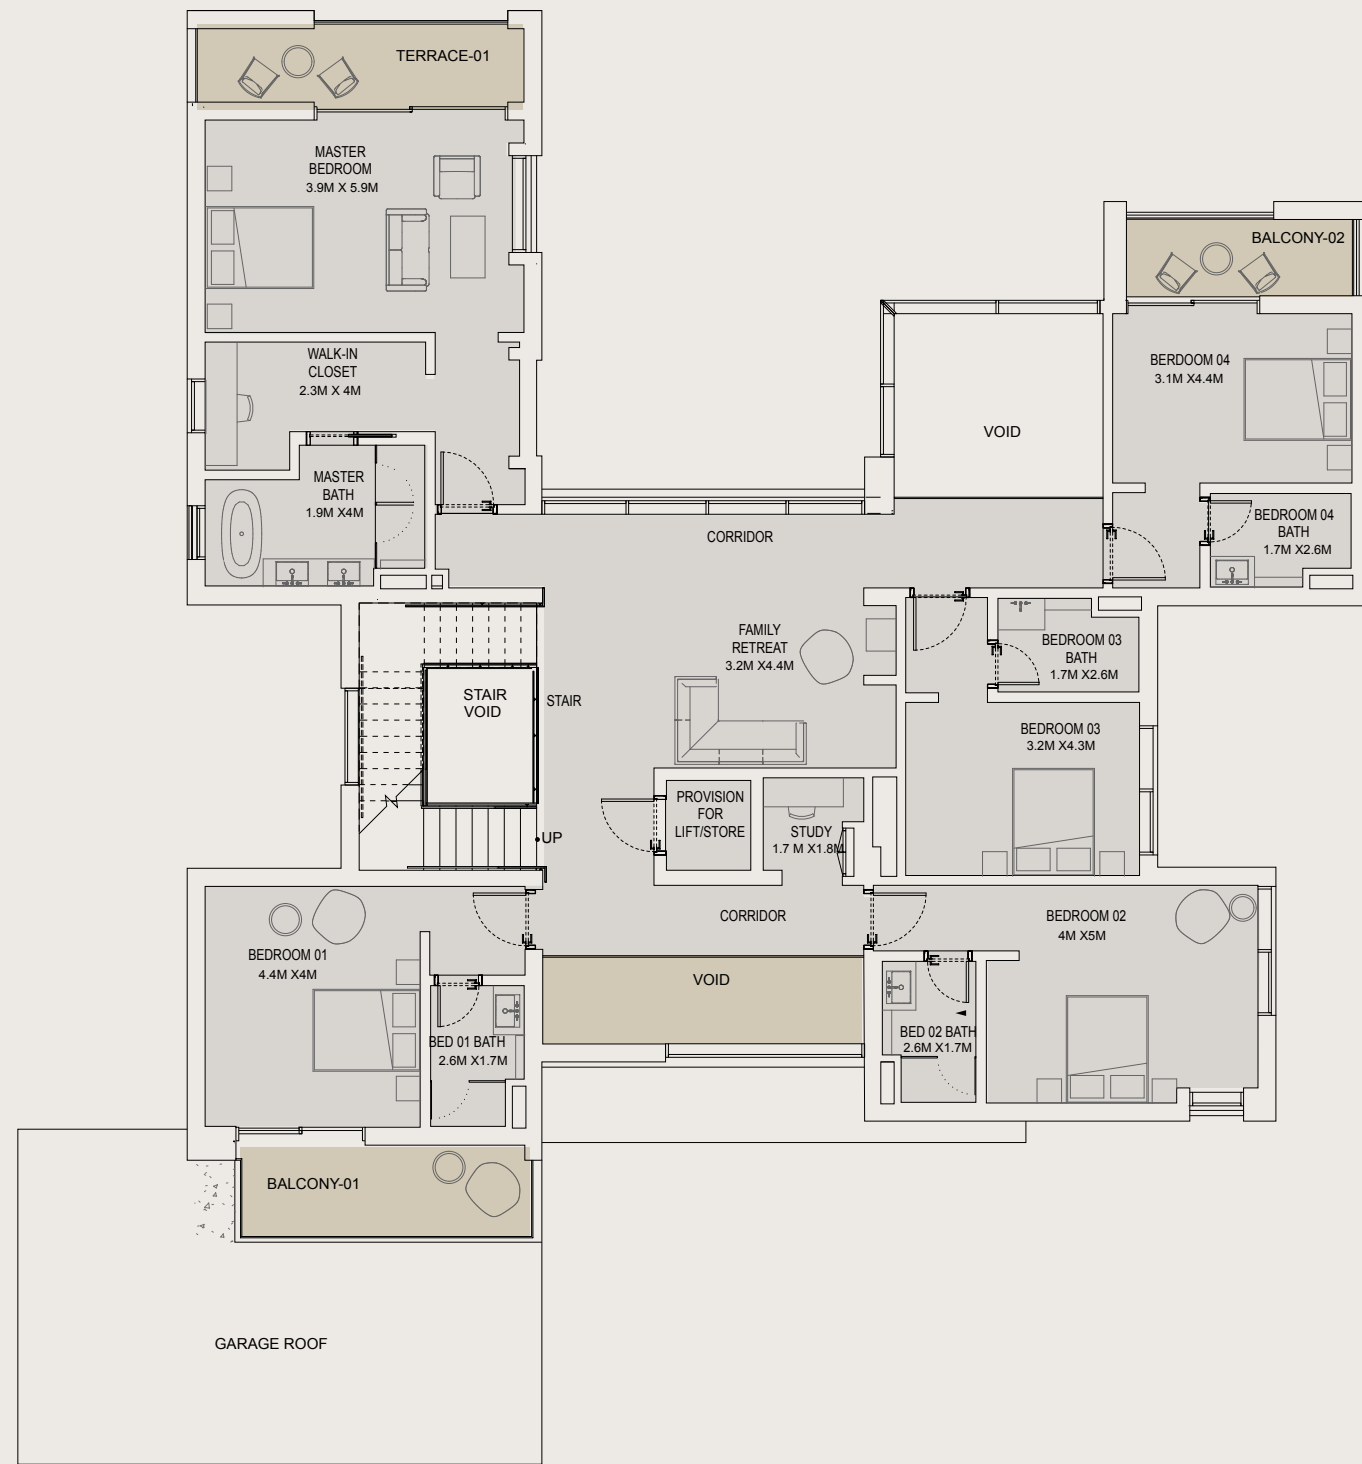 TERRACE-01
MASTER
BEDROOM
3.9M X 5.9M
BALCONY-02
WALK-IN
CLOSET
2.3M X 4M
BERDOOM 04
3.1M X4.4M
VOID
MASTER
BATH
1.9M X4M
BEDROOM 04
BATH
1.7M X2.6M
CORRIDOR
FAMILY
RETREAT
3.2M X4.4M
BEDROOM 03
BATH
1.7M X2.6M
STAIR
VOID
STAIR
BEDROOM 03
3.2M X4.3M
PROVISION
FOR
LIFT/STORE
STUDY
1.7 M X1.8M
UP
CORRIDOR
BEDROOM 02
4M X5M
BEDROOM 01
4.4M X4M
VOID
BED 01 BATH
2.6M X1.7M
BED 02 BATH
2.6M X1.7M
BALCONY-01
GARAGE ROOF